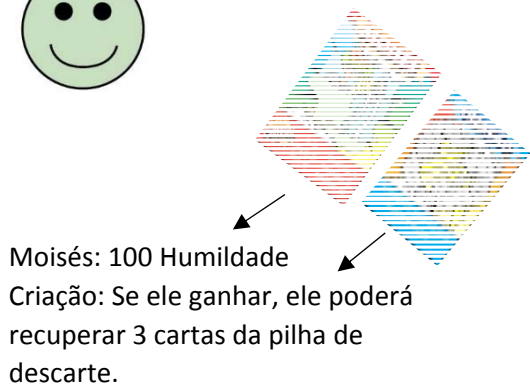 Moisés: 100 Humildade
Criação: Se ele ganhar, ele poderá
recuperar 3 cartas da pilha de
descarte.